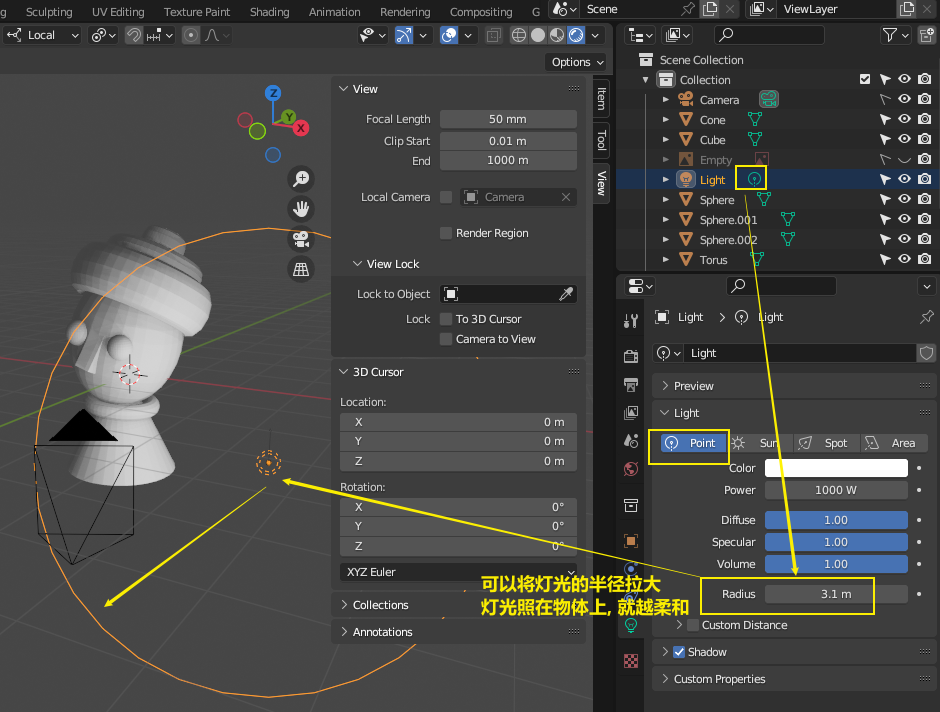 g Sculpting UV Editing Texture Paint Shading Animation Rendering Compositing G Scene ViewLayer
Local
Options
View
Focal Length 50 mm
Clip Start 0.01 m
End 1000 m
Local Camera Camera
Render Region
View Lock
Lock to Object
Lock To 3D Cursor
Camera to View
3D Cursor
Location:
X 0 m
Y 0 m
Z 0 m
Rotation:
X 0°
Y 0°
Z 0°
XYZ Euler
Collections
Annotations
Item
Tool
View
Z
Y
X
Scene Collection
Collection
Camera
Cone
Cube
Empty
Light
Sphere
Sphere.001
Sphere.002
Torus
Light Light
Light
Preview
Light
Point Sun Spot Area
Color
Power 1000 W
Diffuse 1.00
Specular 1.00
Volume 1.00
Radius 3.1 m
Custom Distance
Shadow
Custom Properties
可以将灯光的半径拉大
灯光照在物体上, 就越柔和